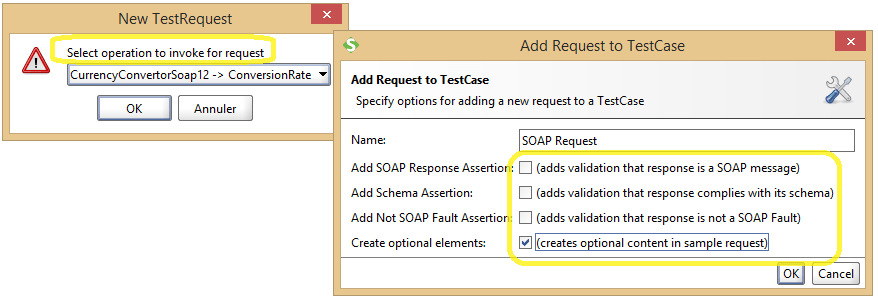 New TestRequest
Select operation to invoke for request
CurrencyConvertorSoap12 -> ConversionRate
OK
Annuler
Add Request to TestCase
Add Request to TestCase
Specify options for adding a new request to a TestCase
Name: SOAP Request
Add SOAP Response Assertion: (adds validation that response is a SOAP message)
Add Schema Assertion: (adds validation that response complies with its schema)
Add Not SOAP Fault Assertion: (adds validation that response is not a SOAP Fault)
Create optional elements: (creates optional content in sample request)
OK Cancel